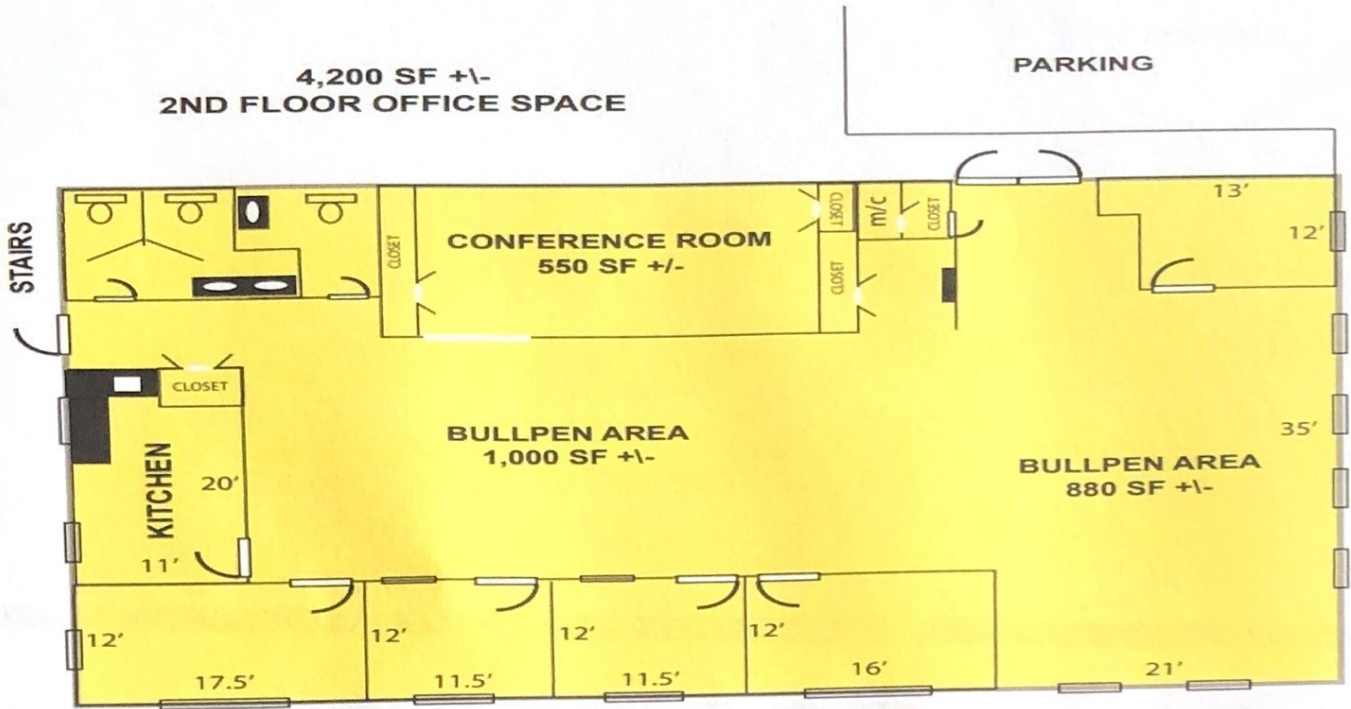 4,200 SF +\-
2ND FLOOR OFFICE SPACE
PARKING
STAIRS
CLOSET
CONFERENCE ROOM
550 SF +/-
CLOSET
CLOSET
m/c
CLOSET
13'
12'
CLOSET
KITCHEN
20'
11'
BULLPEN AREA
1,000 SF +\-
BULLPEN AREA
880 SF +\-
35'
12'
17.5'
12'
11.5'
12'
11.5'
12'
16'
21'